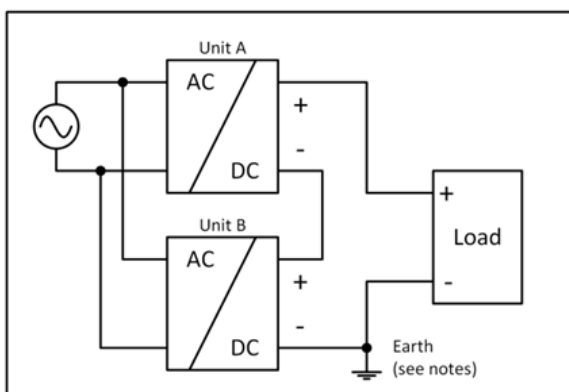 Unit A
AC
+
-
DC
Unit B
AC
+
-
DC
+
Load
-
Earth
(see notes)